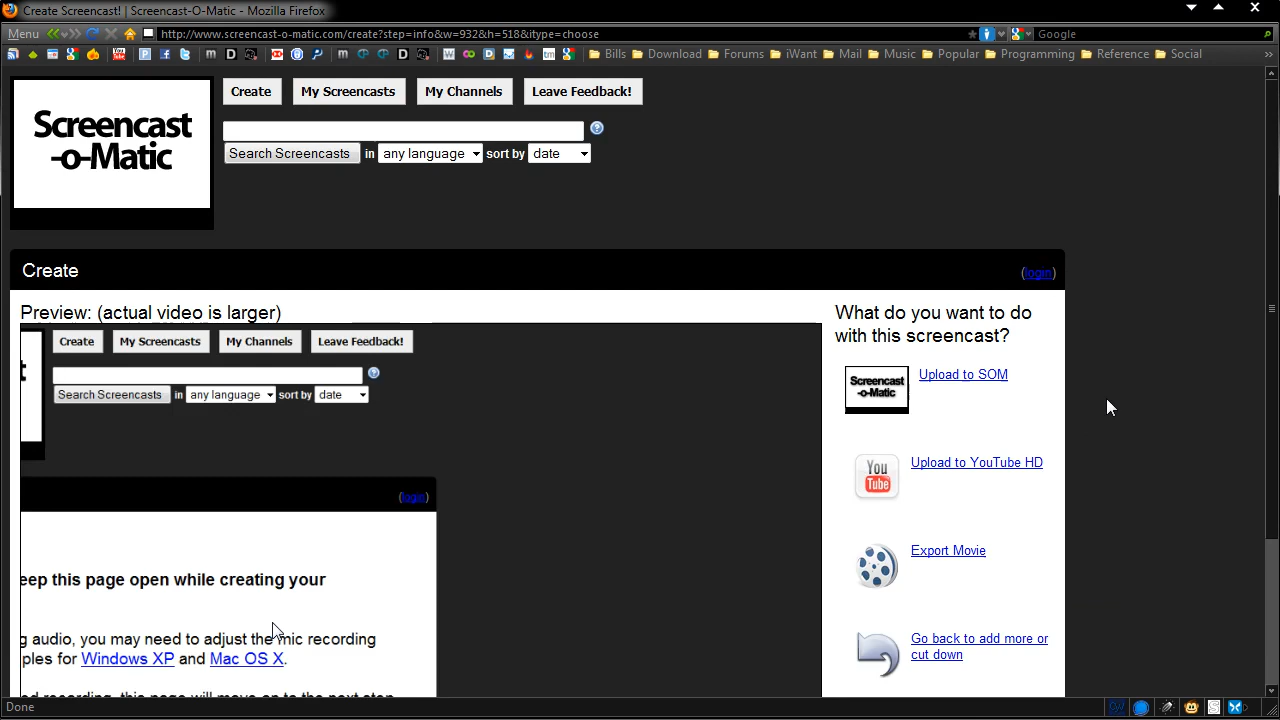 Create Screencast! | Screencast-O-Matic - Mozilla Firefox
Menu http://www.screencast-o-matic.com/create?step=info&w=932&h=518&itype=choose Google
Bills Download Forums iWant Mail Music Popular Programming Reference Social
Screencast
-o-Matic
Create My Screencasts My Channels Leave Feedback!
Search Screencasts in any language sort by date
Create (login)
Preview: (actual video is larger)
Create My Screencasts My Channels Leave Feedback!
Search Screencasts in any language sort by date
(login)
eep this page open while creating your
g audio, you may need to adjust the mic recording
ples for Windows XP and Mac OS X.
What do you want to do
with this screencast?
Screencast
-o-Matic
Upload to SOM
You
Tube
Upload to YouTube HD
Export Movie
Go back to add more or
cut down
Done